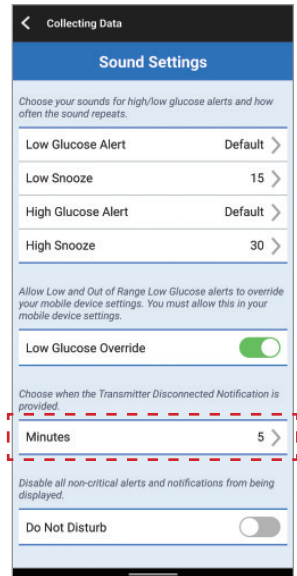 Collecting Data
Sound Settings
Choose your sounds for high/low glucose alerts and how
often the sound repeats.
Low Glucose Alert Default
Low Snooze 15
High Glucose Alert Default
High Snooze 30
Allow Low and Out of Range Low Glucose alerts to override
your mobile device settings. You must allow this in your
mobile device settings.
Low Glucose Override
Choose when the Transmitter Disconnected Notification is
provided.
Minutes 5
Disable all non-critical alerts and notifications from being
displayed.
Do Not Disturb